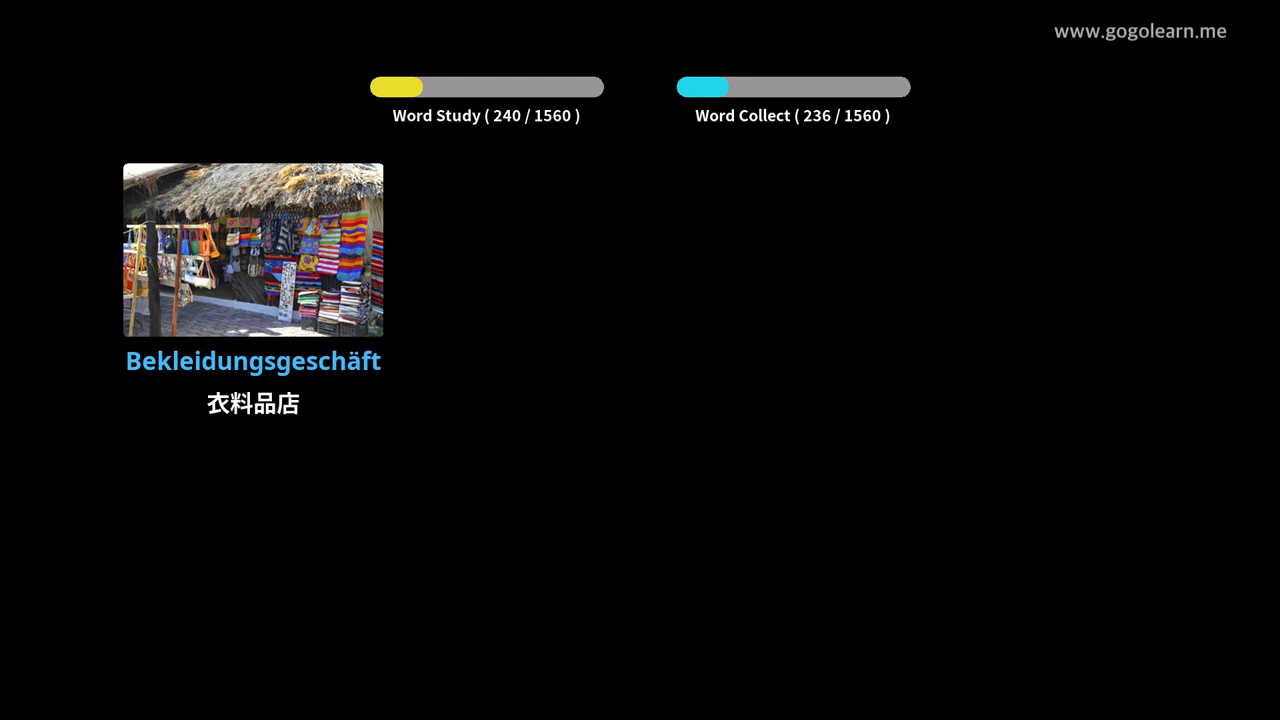 www.gogolearn.me
Word Study ( 240 / 1560 )
Word Collect ( 236 / 1560 )
Bekleidungsgeschäft
衣料品店